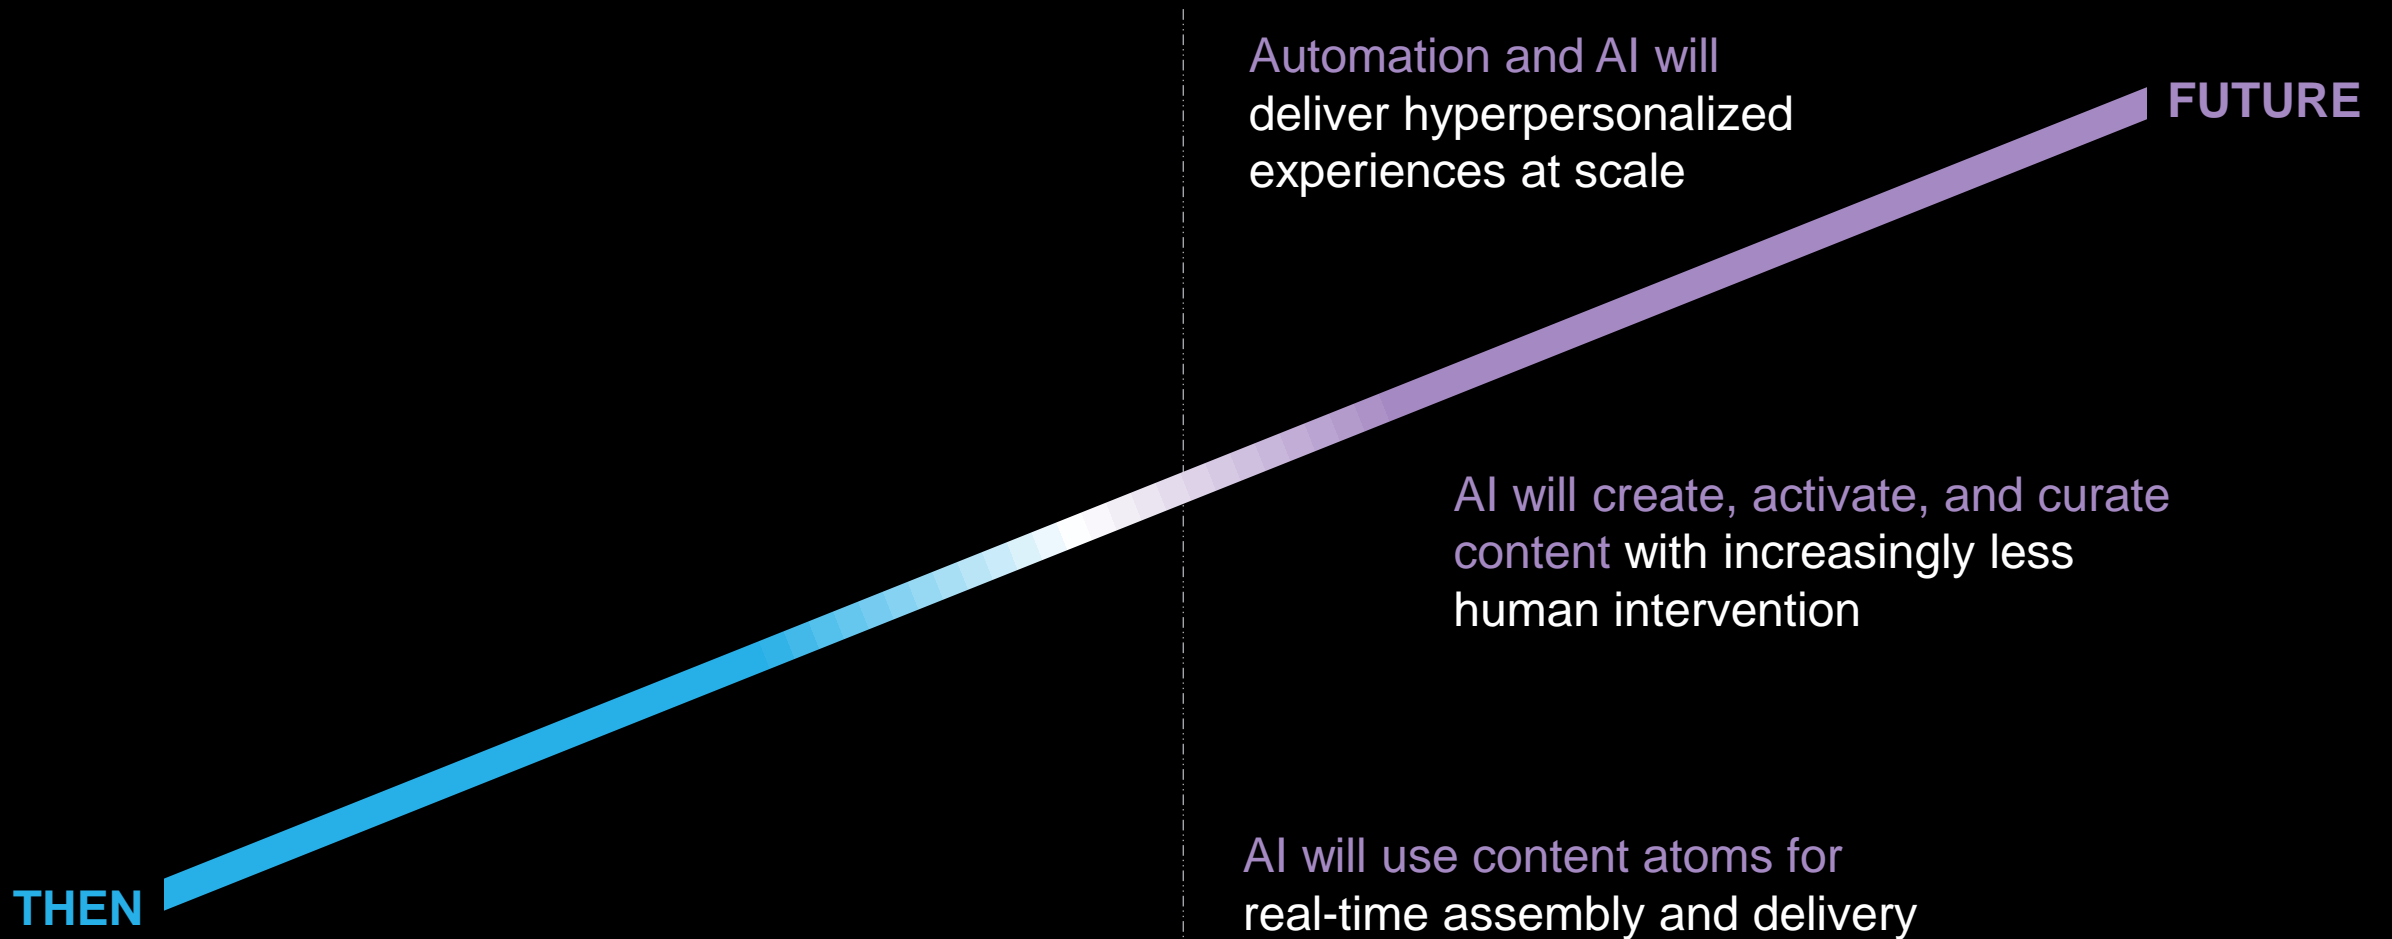 Automation and AI will
deliver hyperpersonalized
experiences at scale
FUTURE
AI will create, activate, and curate
content with increasingly less
human intervention
AI will use content atoms for
real-time assembly and delivery
THEN